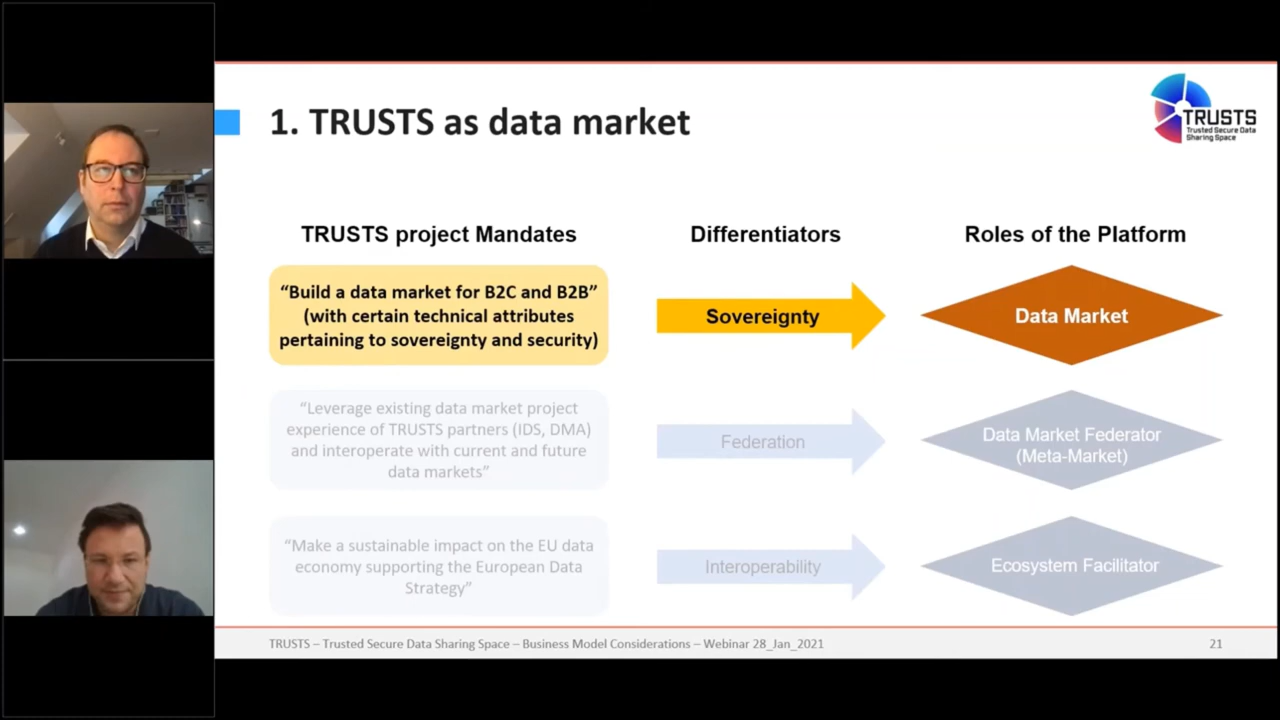 1. TRUSTS as data market
TRUSTS
Trusted Secure Data
Sharing Space
TRUSTS project Mandates
Differentiators
Roles of the Platform
“Build a data market for B2C and B2B”
(with certain technical attributes
pertaining to sovereignty and security)
Sovereignty
Data Market
“Leverage existing data market project
experience of TRUSTS partners (IDS, DMA)
and interoperate with current and future
data markets”
Federation
Data Market Federator
(Meta-Market)
“Make a sustainable impact on the EU data
economy supporting the European Data
Strategy”
Interoperability
Ecosystem Facilitator
TRUSTS – Trusted Secure Data Sharing Space – Business Model Considerations – Webinar 28_Jan_2021
21